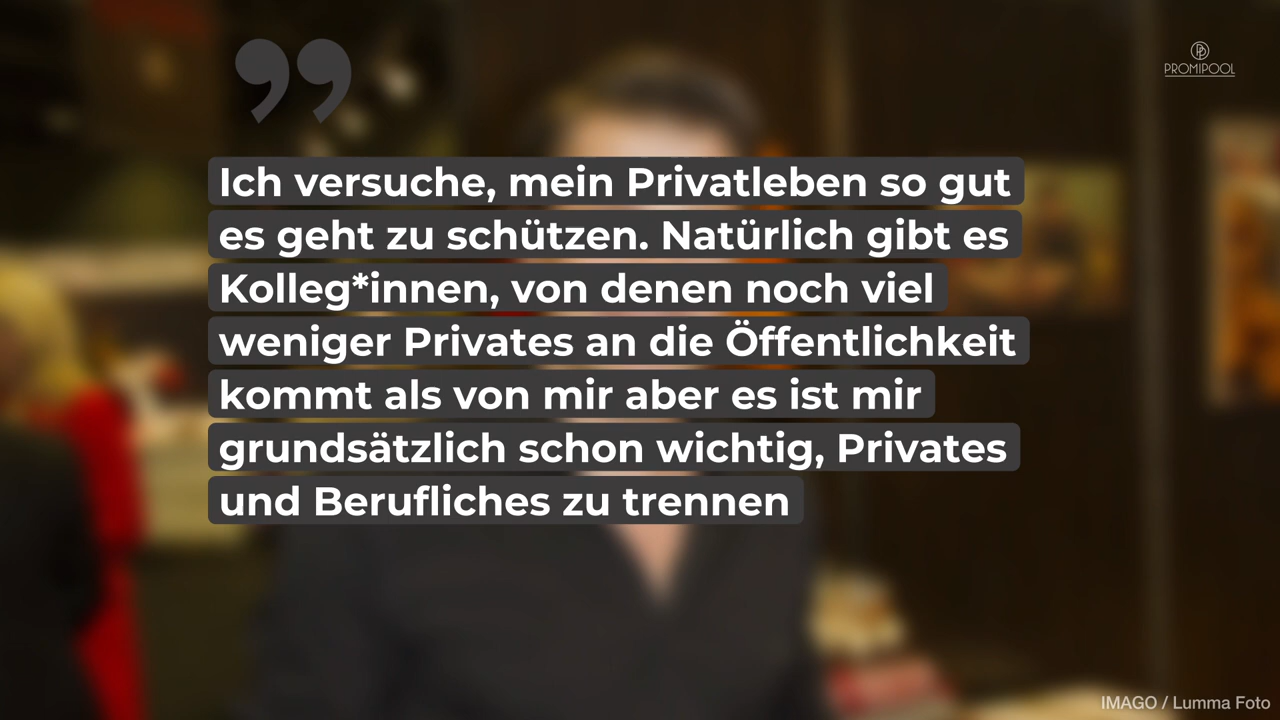 PROMIPOOL
Ich versuche, mein Privatleben so gut
es geht zu schützen. Natürlich gibt es
Kolleg*innen, von denen noch viel
weniger Privates an die Öffentlichkeit
kommt als von mir aber es ist mir
grundsätzlich schon wichtig, Privates
und Berufliches zu trennen
IMAGO / Lumma Foto